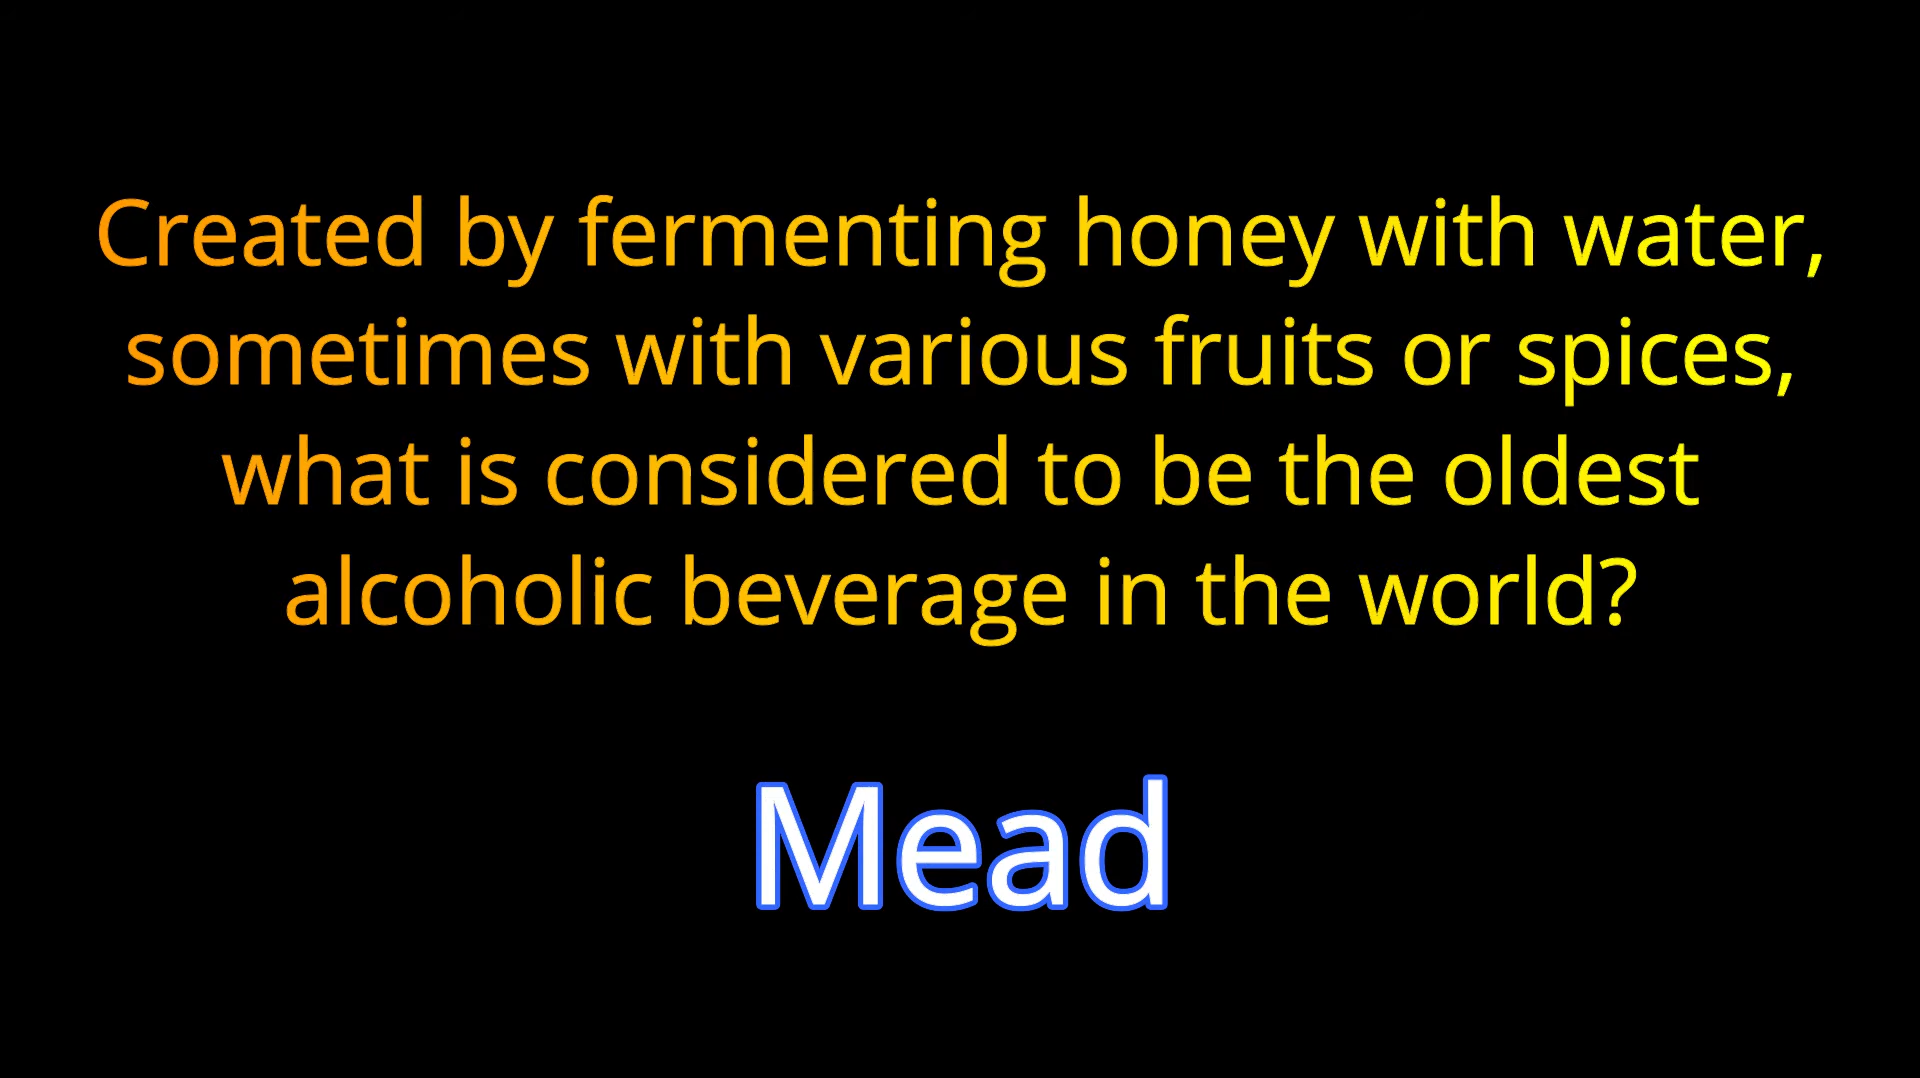 Created by fermenting honey with water,
sometimes with various fruits or spices,
what is considered to be the oldest
alcoholic beverage in the world?
Mead